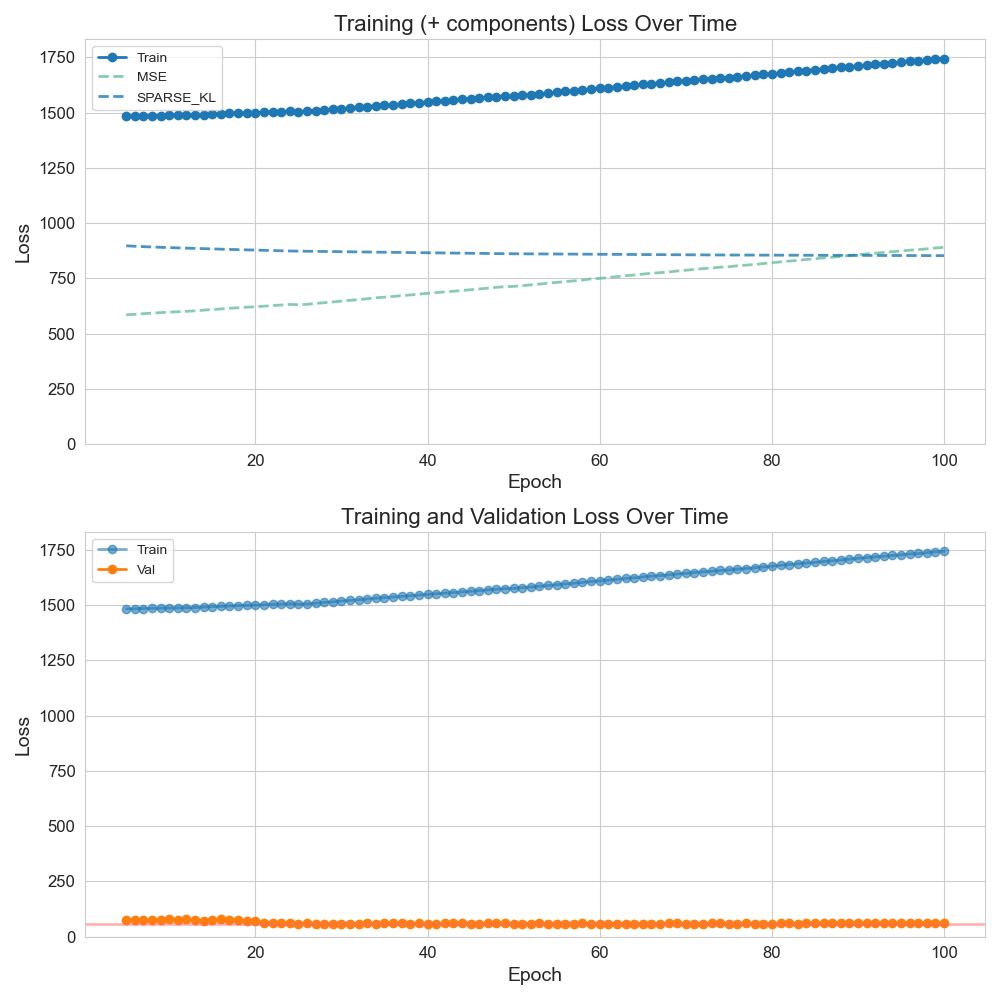 Training (+ components) Loss Over Time
1750
1500
1250
1000
750
500
250
0
Loss
Train
MSE
SPARSE_KL
20
40
60
80
100
Epoch
Training and Validation Loss Over Time
1750
1500
1250
1000
750
500
250
0
Loss
Train
Val
20
40
60
80
100
Epoch